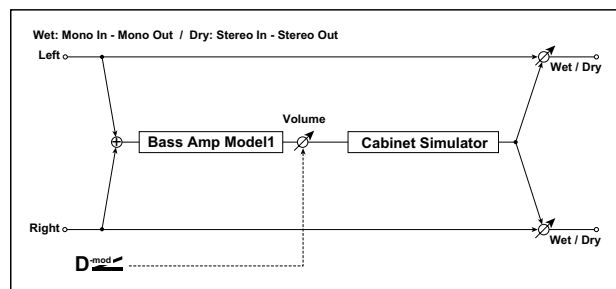 Wet: Mono In - Mono Out / Dry: Stereo In - Stereo Out
Left
Wet / Dry
Volume
Bass Amp Model1
Cabinet Simulator
Right
Wet / Dry
D-mod